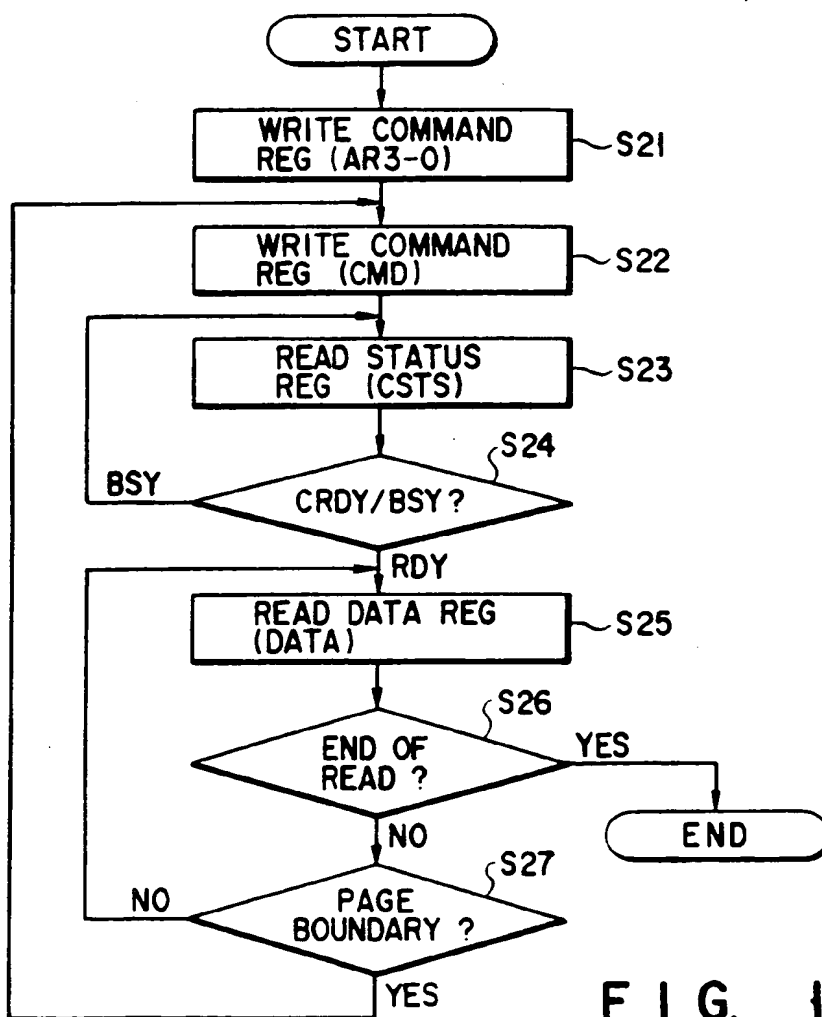 START
WRITE COMMAND
REG (AR3-0)
S21
WRITE COMMAND
REG (CMD)
S22
READ STATUS
REG (CSTS)
S23
S24
BSY
CRDY/BSY ?
RDY
READ DATA REG
(DATA)
S25
S26
END OF
READ ?
YES
NO
END
S27
NO
PAGE
BOUNDARY ?
YES
FIG. 1